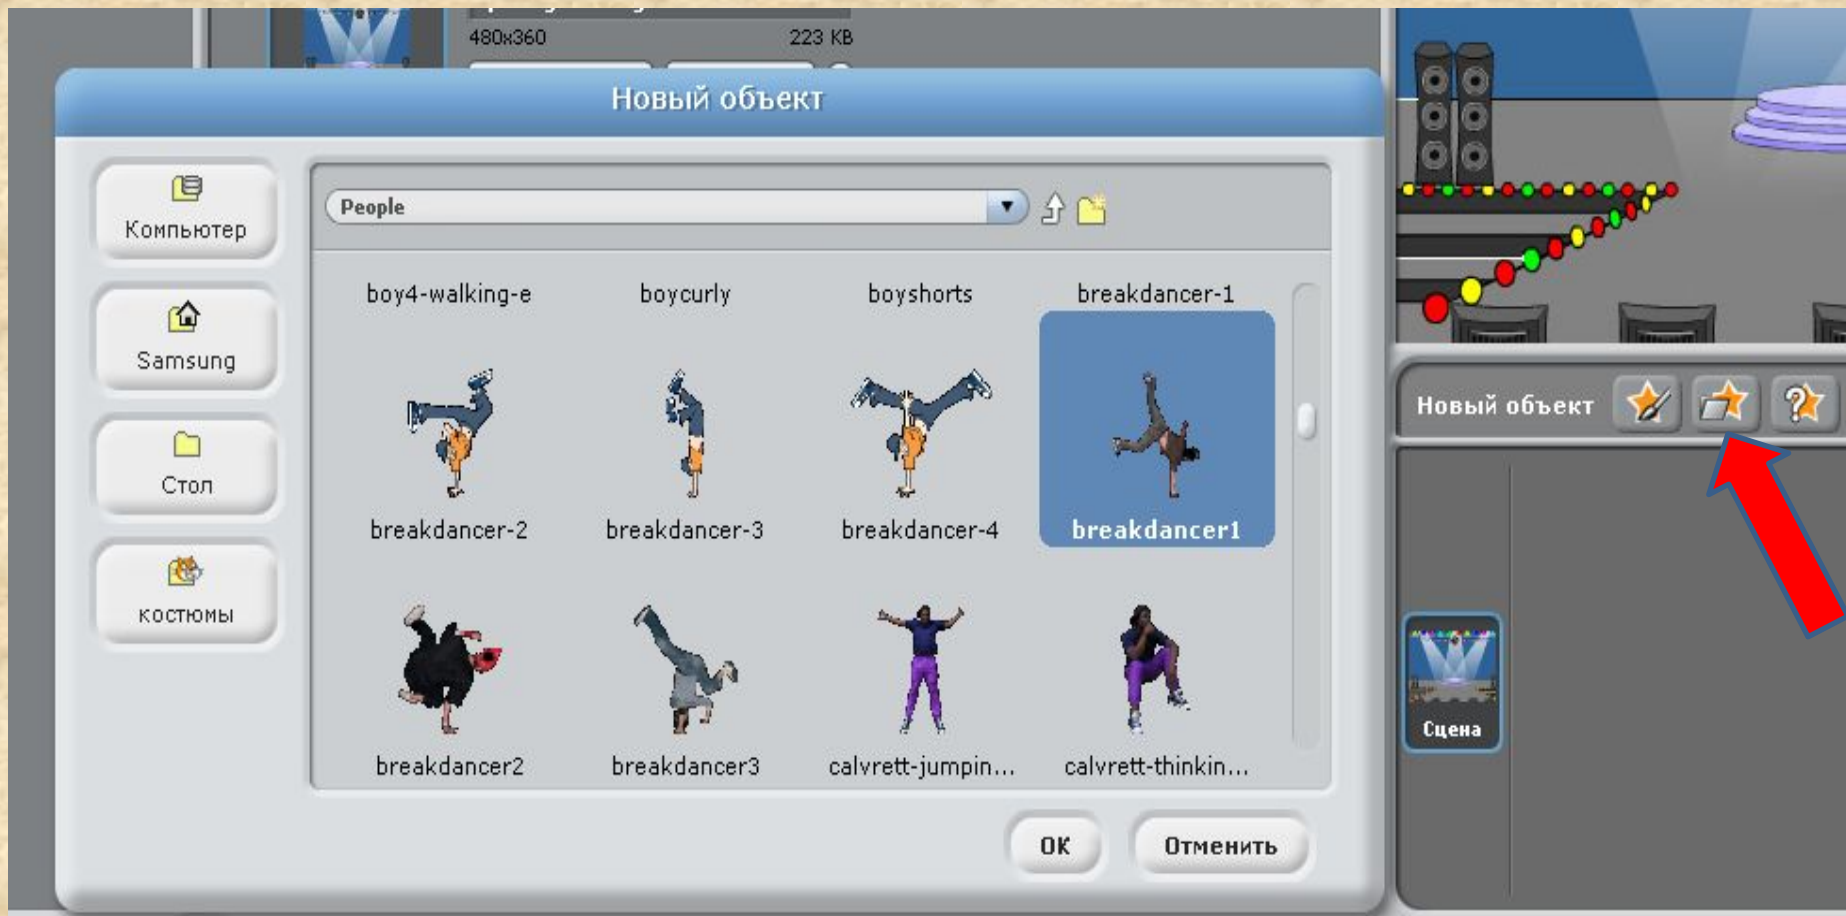 480x360 223 KB
Новый объект
Компьютер
Samsung
Стол
костюмы
People
boy4-walking-e boycurly boyshorts breakdancer-1
breakdancer-2 breakdancer-3 breakdancer-4 breakdancer1
breakdancer2 breakdancer3 calvrett-jumpin... calvrett-thinkin...
OK Отменить
Новый объект
Сцена